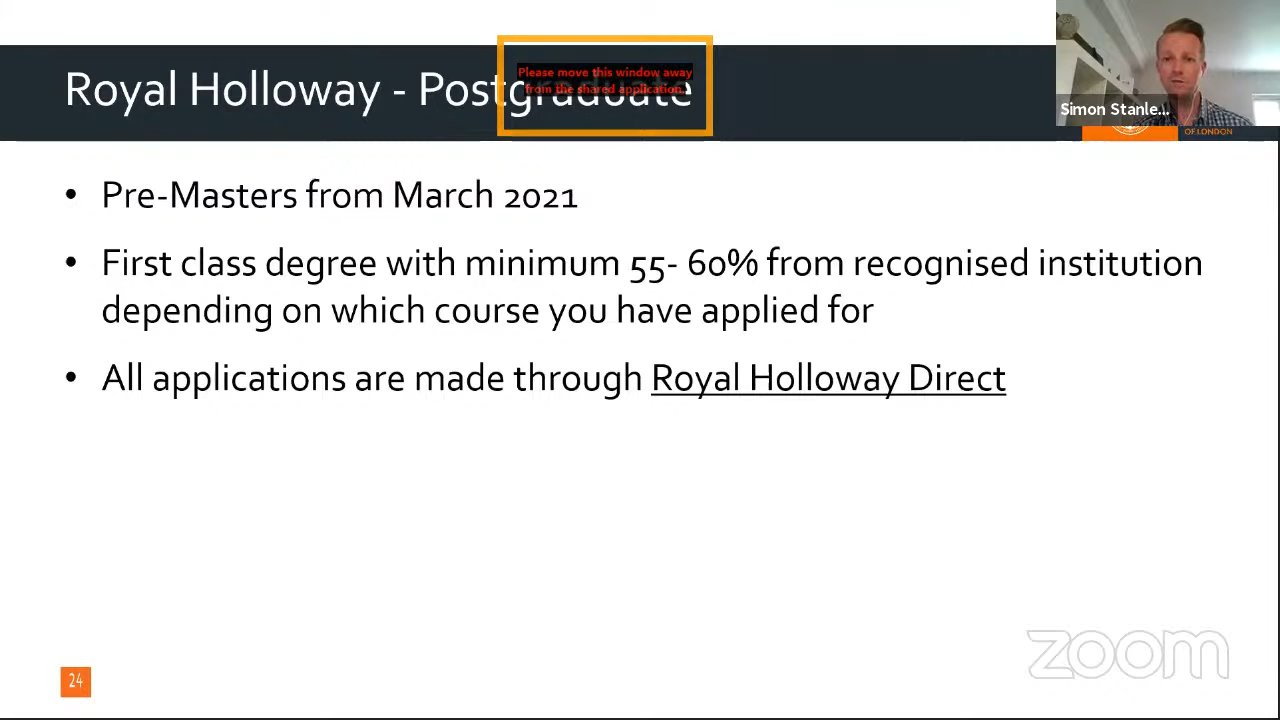 Royal Holloway - Postgraduate
Please move this window away
from the shared application.
Simon Stanle...
OF LONDON
• Pre-Masters from March 2021
• First class degree with minimum 55- 60% from recognised institution
depending on which course you have applied for
• All applications are made through Royal Holloway Direct
zoom
24